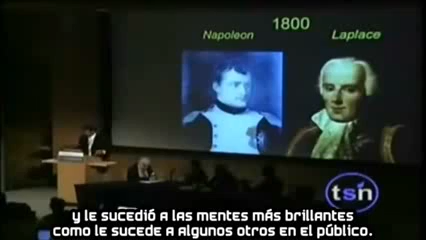 1800
Napoleon
Laplace
tsn
y le sucedió a las mentes más brillantes
como le sucede a algunos otros en el público.